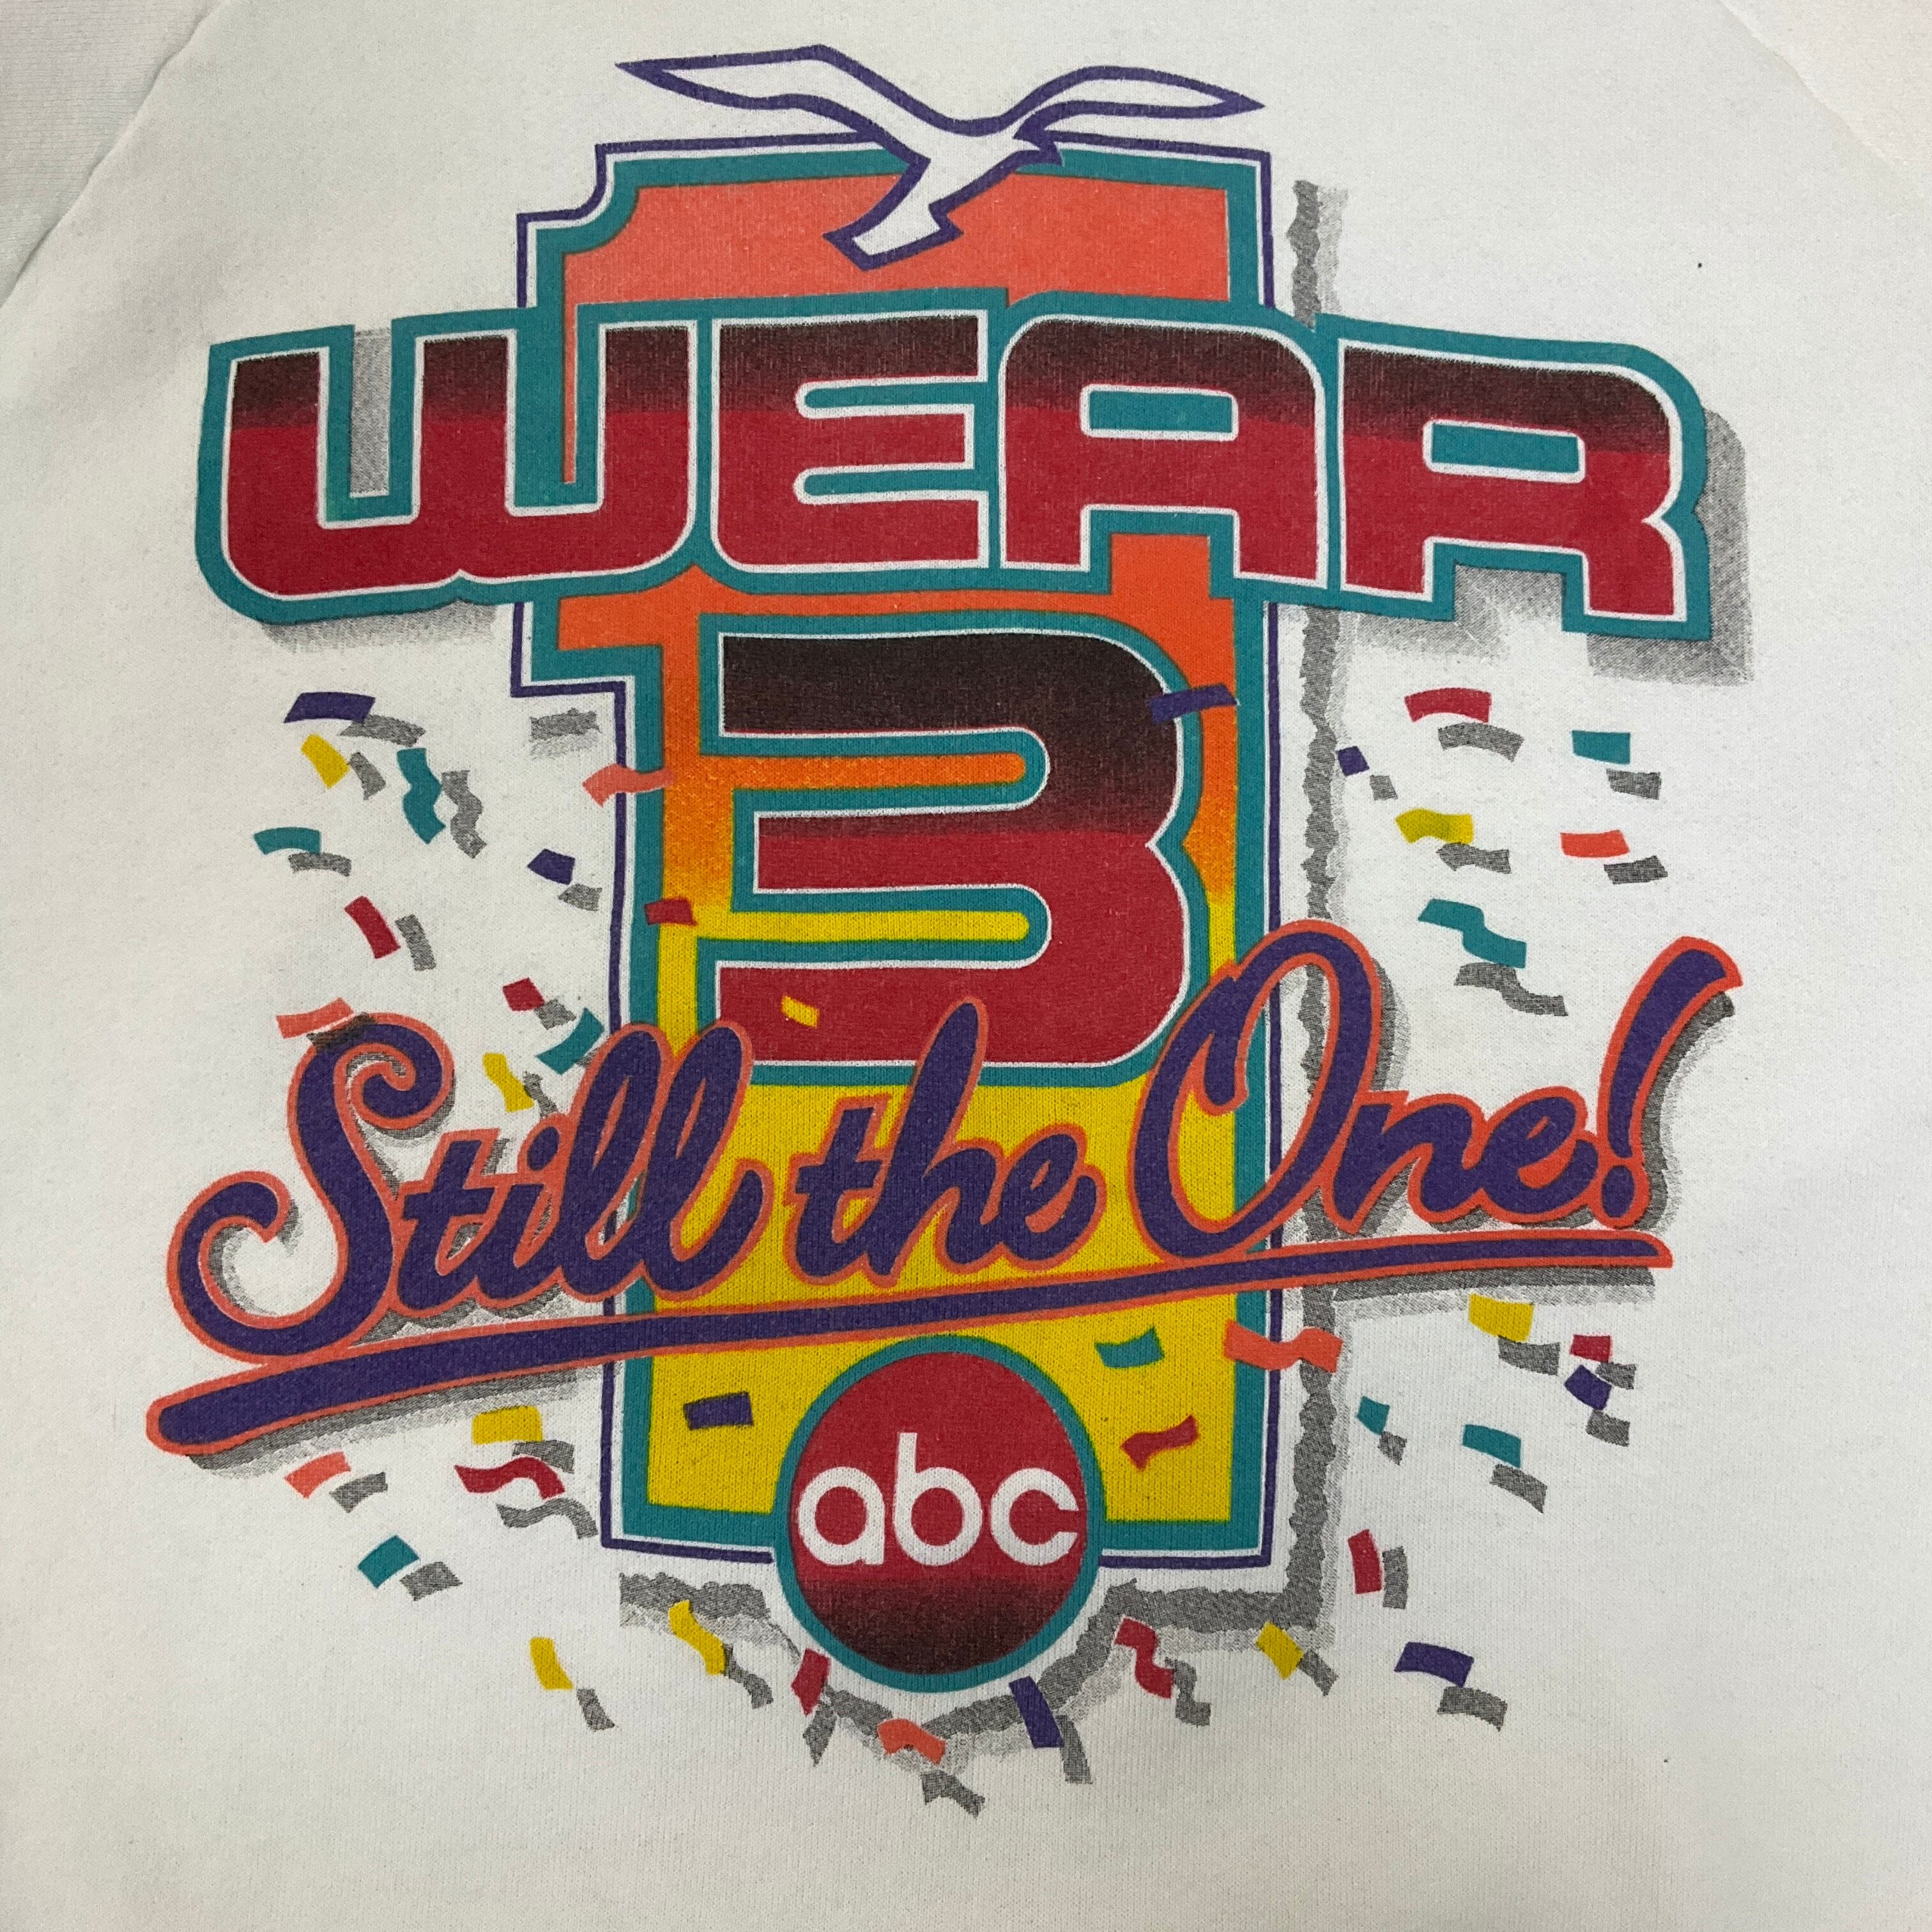 WEAR
3
Still the One!
abc